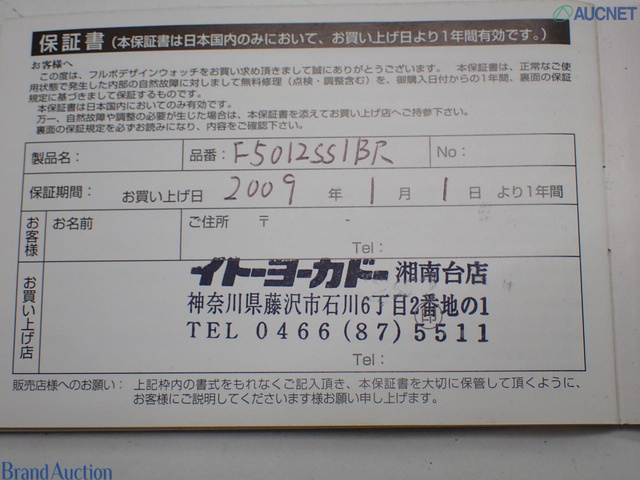 AUCNET
保証書(本保証書は日本国内のみにおいて、お買い上げ日より1年間有効です。)
お客様へ
この度は、フルボデザインウォッチをお買い求め頂きまして誠にありがとうございます。 本保証書は、正常なご使
用状態で発生した内部の自然故障に対しまして無料修理(点検・調整含む)を、御購入日付からの1年間、裏面の保証
規定に基づきまして保証するものです。
本保証書は日本国内においてのみ有効です。
万一、自然故障や調整の必要が生じた場合は、本保証書を添えてお買い上げ店へご持参下さい。
裏面の保証規定を必ずお読みになり、内容をご確認下さい。
製品名: 品番: F5012SS1BR No:
保証期間: お買い上げ日 2009 年 1 月 1 日 より1年間
お客様 お名前 ご住所 〒 -
Tel:
お買い上げ店 イトーヨーカドー 湘南台店
神奈川県藤沢市石川6丁目2番地の1
印
TEL 0466(87)5511
Tel:
販売店様へのお願い: 上記枠内の書式をもれなくご記入頂き、本保証書を大切に保管して頂くように、
お客様にご説明してくださいます様お願い申し上げます。
Brand Auction